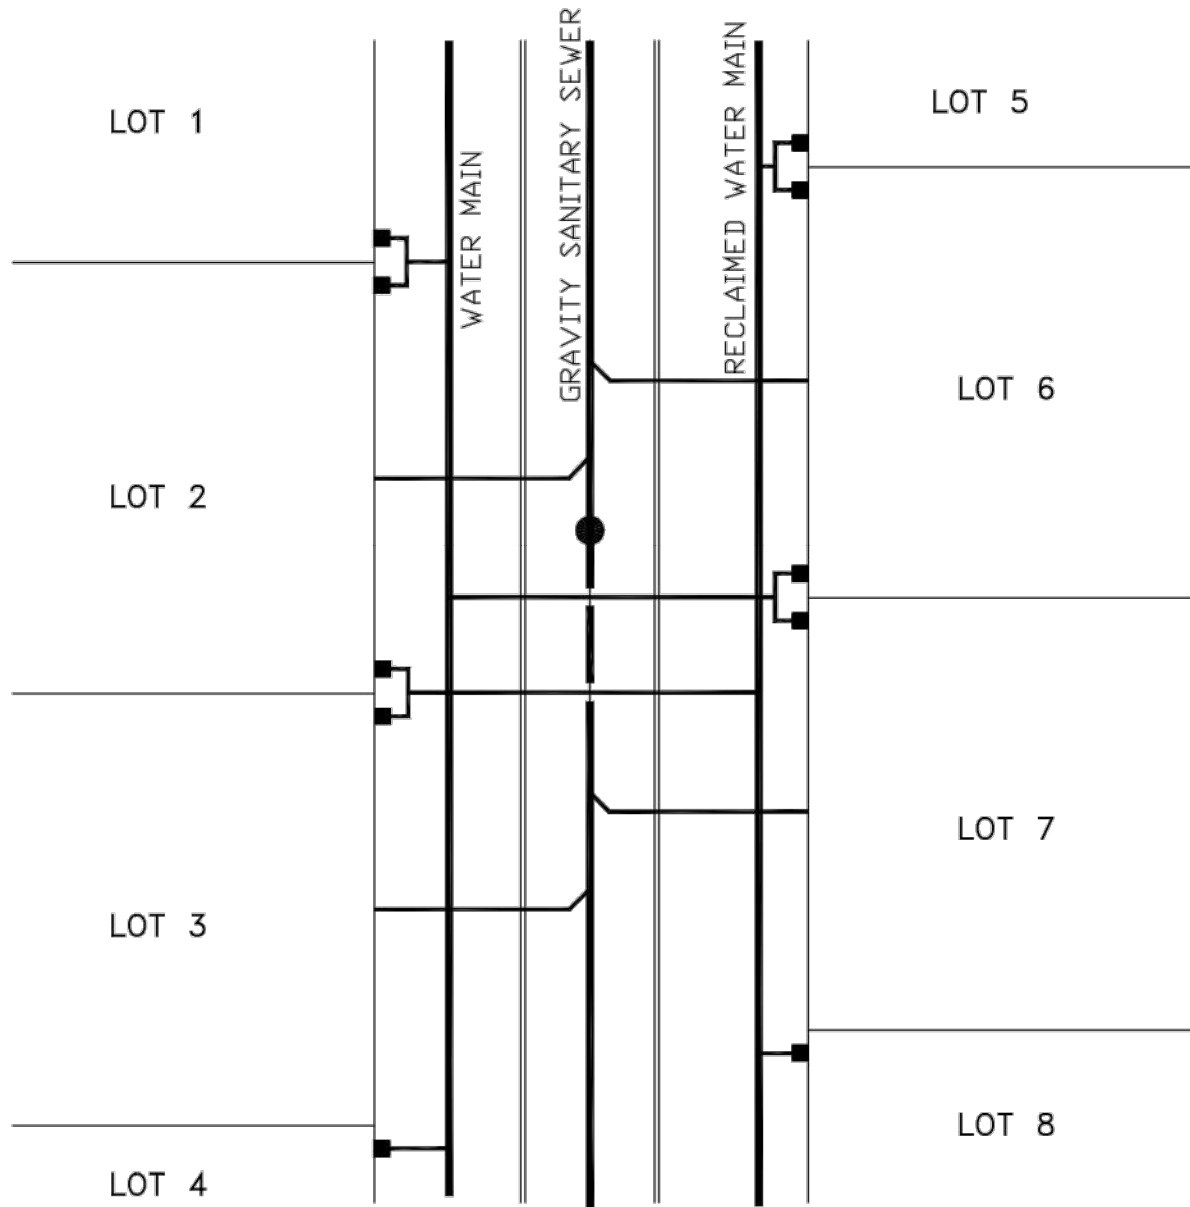 LOT 1
LOT 2
LOT 3
LOT 4
WATER MAIN
GRAVITY SANITARY SEWER
RECLAIMED WATER MAIN
LOT 5
LOT 6
LOT 7
LOT 8